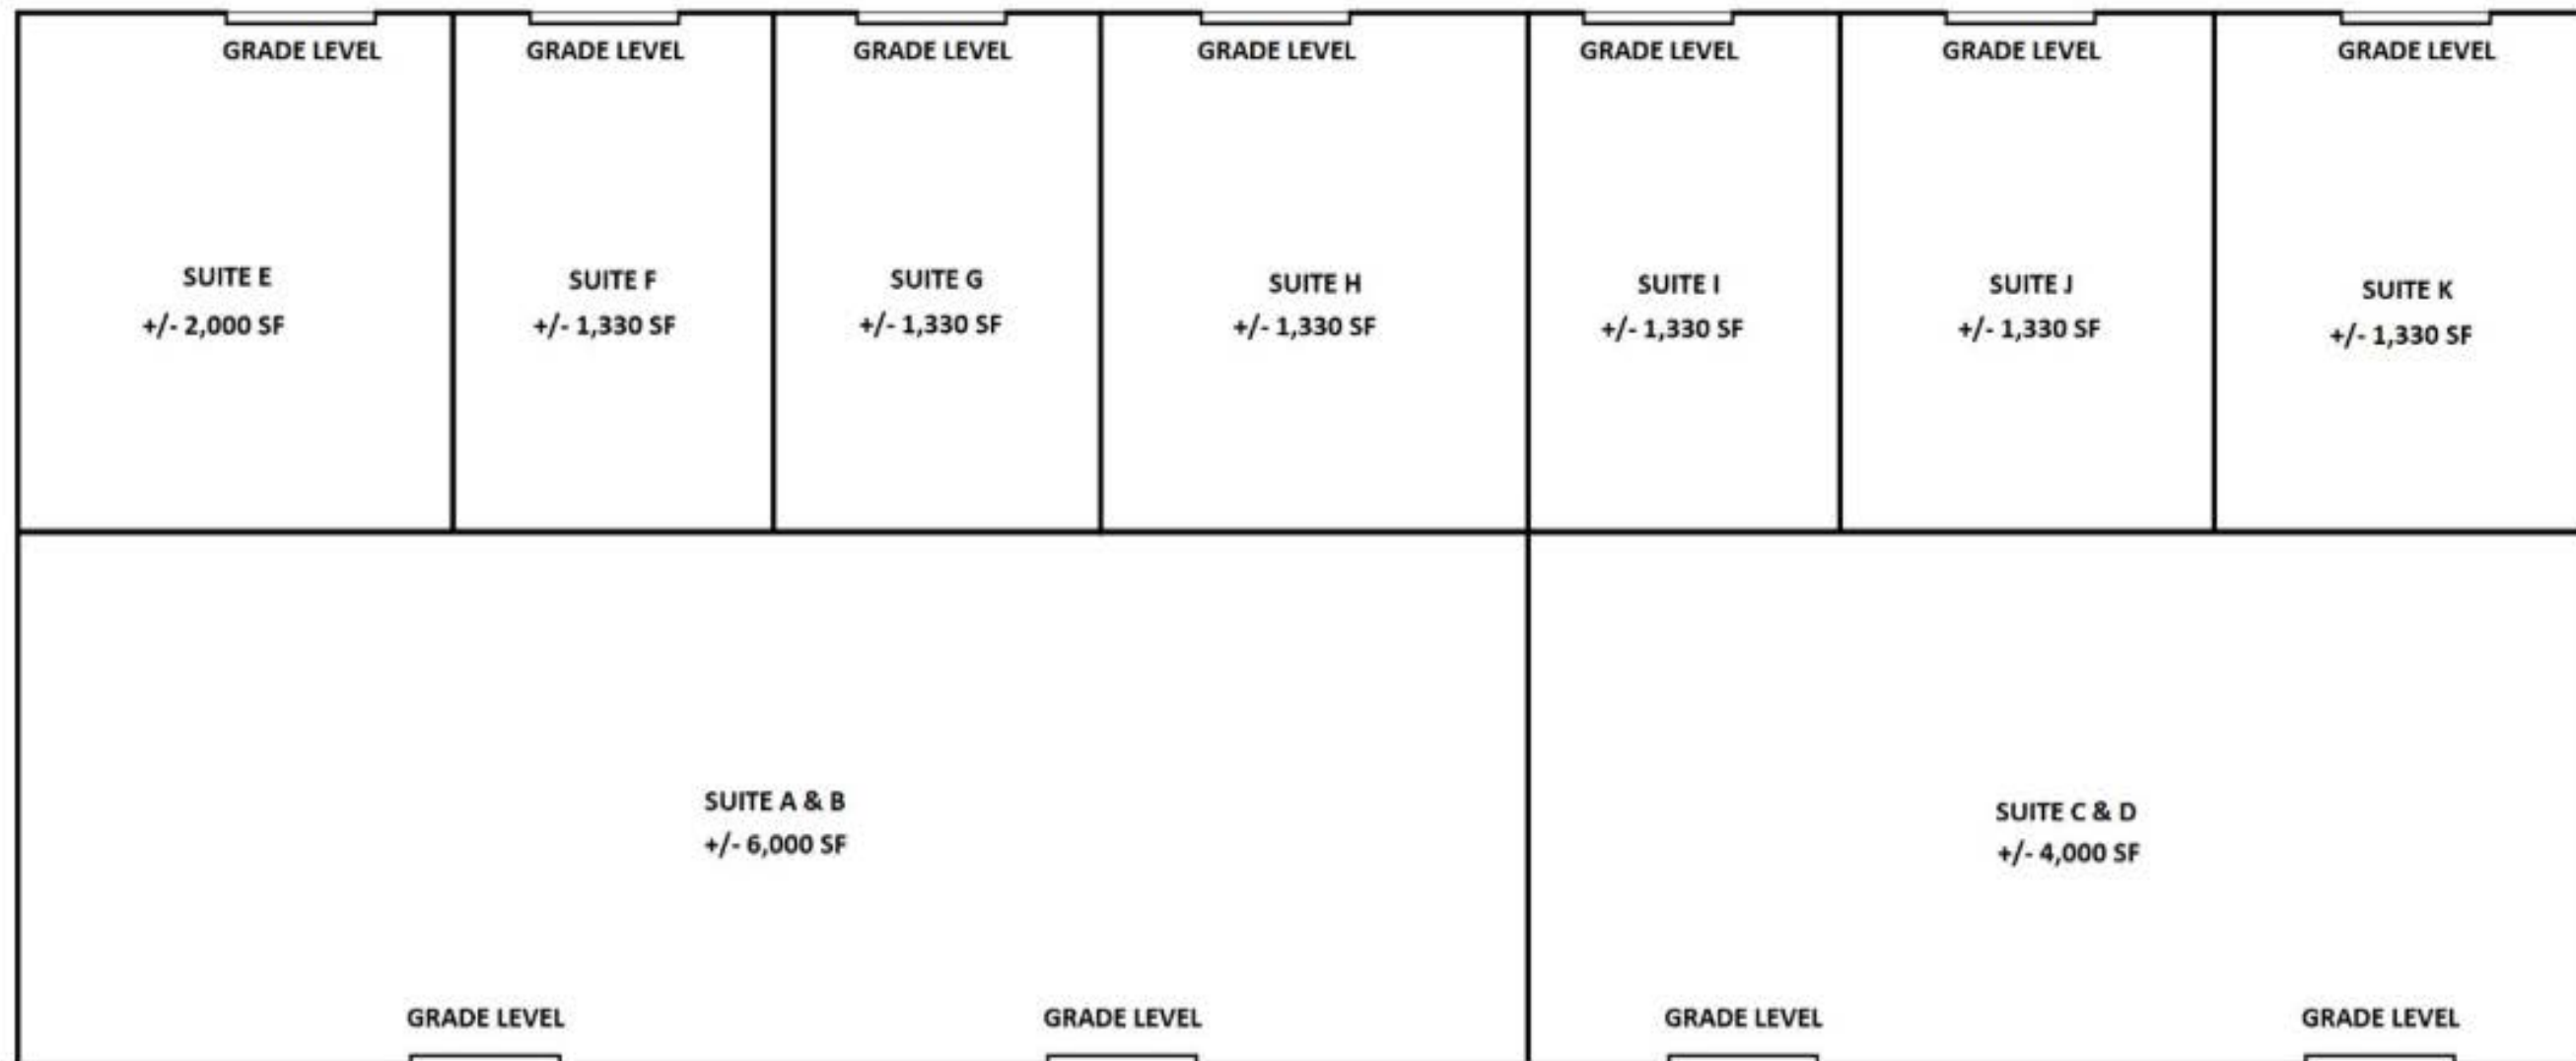 GRADE LEVEL
GRADE LEVEL
GRADE LEVEL
GRADE LEVEL
GRADE LEVEL
GRADE LEVEL
GRADE LEVEL
SUITE E
+/- 2,000 SF
SUITE F
+/- 1,330 SF
SUITE G
+/- 1,330 SF
SUITE H
+/- 1,330 SF
SUITE I
+/- 1,330 SF
SUITE J
+/- 1,330 SF
SUITE K
+/- 1,330 SF
SUITE A & B
+/- 6,000 SF
SUITE C & D
+/- 4,000 SF
GRADE LEVEL
GRADE LEVEL
GRADE LEVEL
GRADE LEVEL